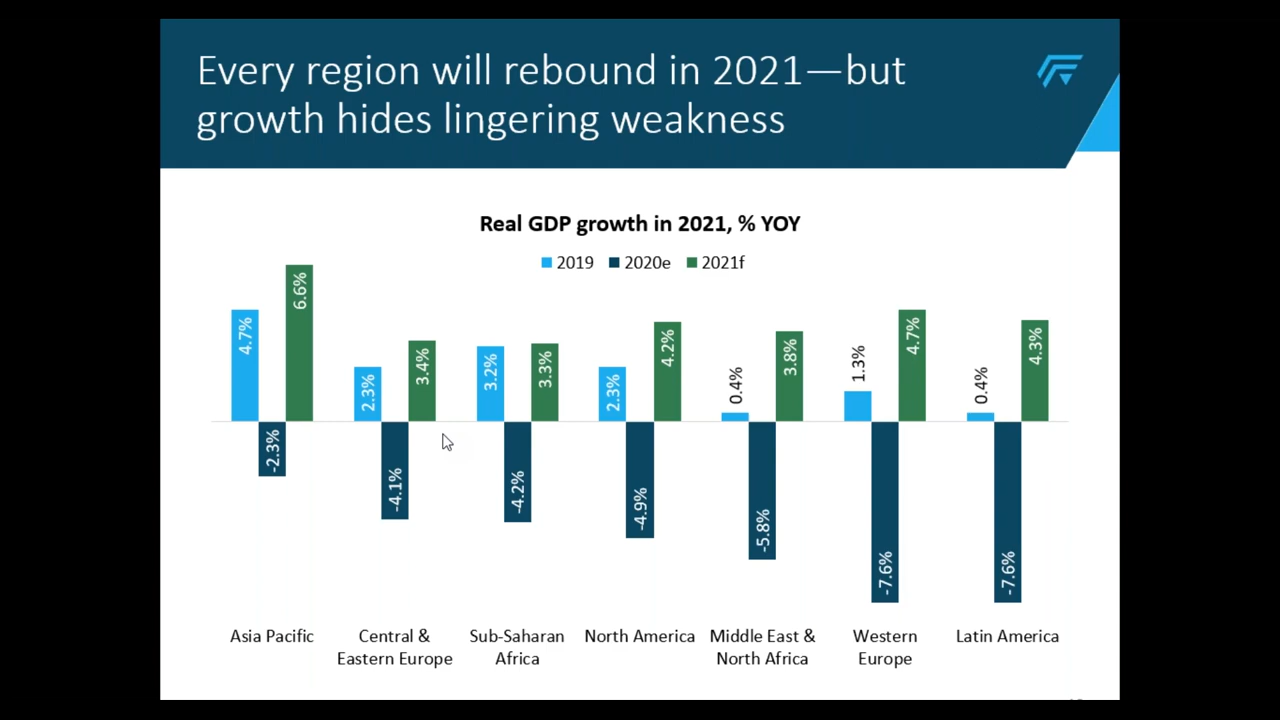 Every region will rebound in 2021—but
growth hides lingering weakness
Real GDP growth in 2021, % YOY
2019 2020e 2021f
4.7% -2.3% 6.6%
2.3% -4.1% 3.4%
3.2% -4.2% 3.3%
2.3% -4.9% 4.2%
0.4% -5.8% 3.8%
1.3% -7.6% 4.7%
0.4% -7.6% 4.3%
Asia Pacific
Central &
Eastern Europe
Sub-Saharan
Africa
North America
Middle East &
North Africa
Western
Europe
Latin America